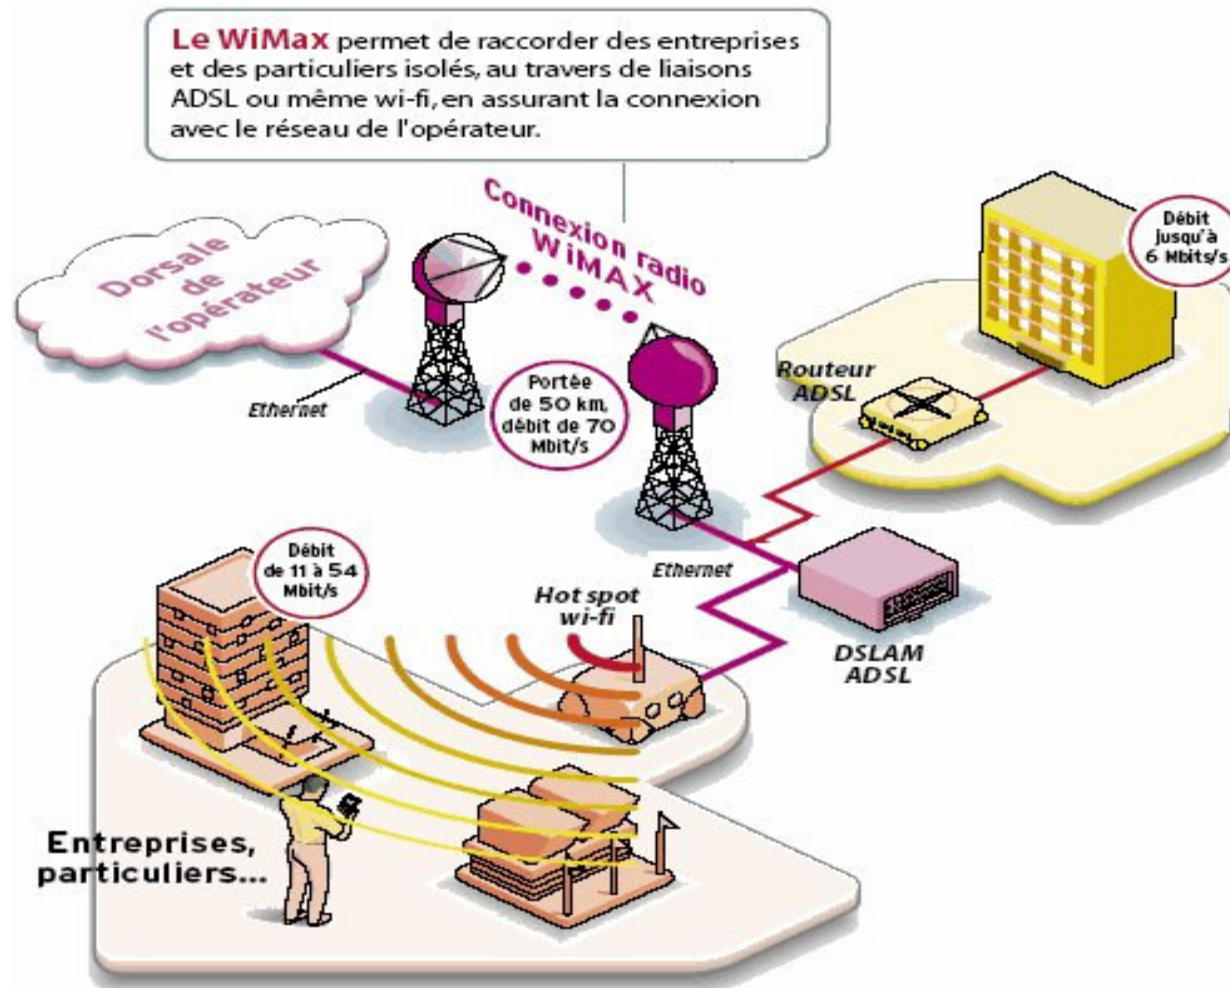 Le WiMax permet de raccorder des entreprises
et des particuliers isolés, au travers de liaisons
ADSL ou même wi-fi, en assurant la connexion
avec le réseau de l'opérateur.
Connexion radio
WiMAX
Dorsale
de
l'opérateur
Débit
jusqu'à
6 Mbits/s
Ethernet
Portée
de 50 km,
débit de 70
Mbit/s
Routeur
ADSL
Débit
de 11 à 54
Mbit/s
Ethernet
Hot spot
wi-fi
DSLAM
ADSL
Entreprises,
particuliers...